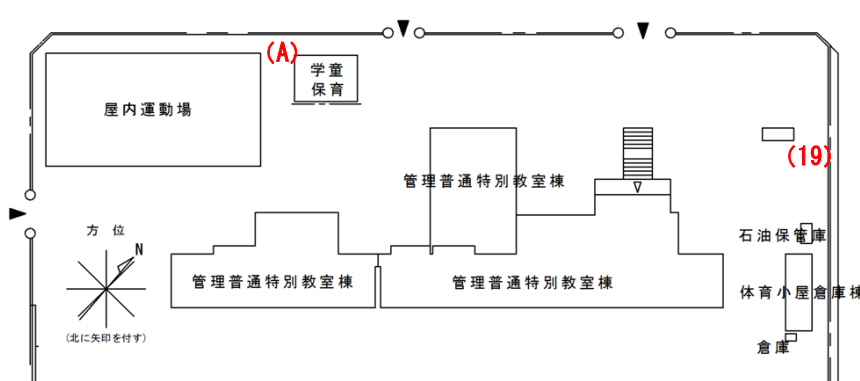 (A)
学童
保育
屋内運動場
(19)
管理普通特別教室棟
方 位
N
石油保管庫
管理普通特別教室棟
管理普通特別教室棟
体育小屋倉庫棟
(北に矢印を付す)
倉庫